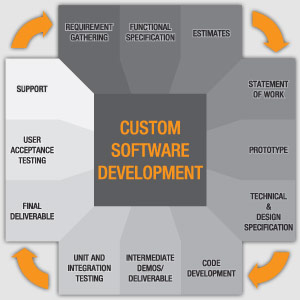 REQUIREMENT
GATHERING
FUNCTIONAL
SPECIFICATION
ESTIMATES
STATEMENT
OF WORK
PROTOTYPE
TECHNICAL
& DESIGN
SPECIFICATION
CODE
DEVELOPMENT
INTERMEDIATE
DEMOS/
DELIVERABLE
UNIT AND
INTEGRATION
TESTING
FINAL
DELIVERABLE
USER
ACCEPTANCE
TESTING
SUPPORT
CUSTOM
SOFTWARE
DEVELOPMENT